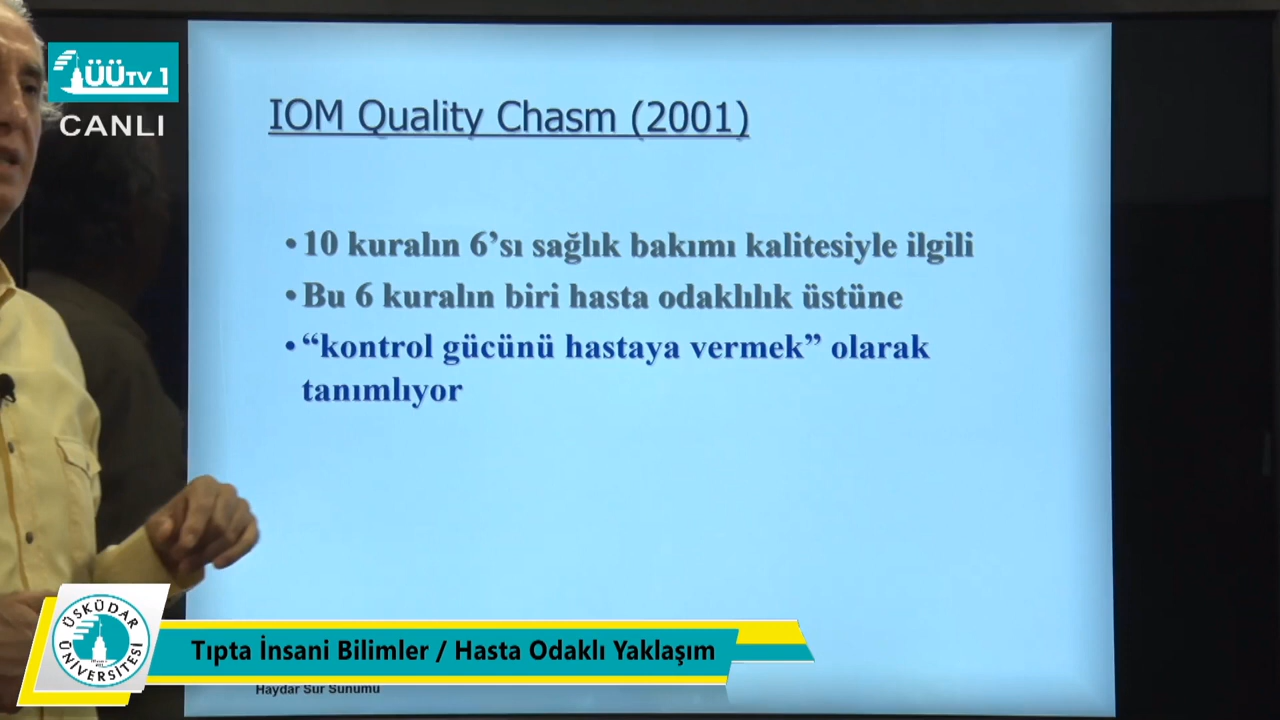 ÜÜTV 1
CANLI
IOM Quality Chasm (2001)
• 10 kuralın 6’sı sağlık bakımı kalitesiyle ilgili
• Bu 6 kuralın biri hasta odaklılık üstüne
• “kontrol gücünü hastaya vermek” olarak
tanımlıyor
ÜSKÜDAR
ÜNİVERSİTESİ
Tıpta İnsani Bilimler / Hasta Odaklı Yaklaşım
Haydar Sur Sunumu